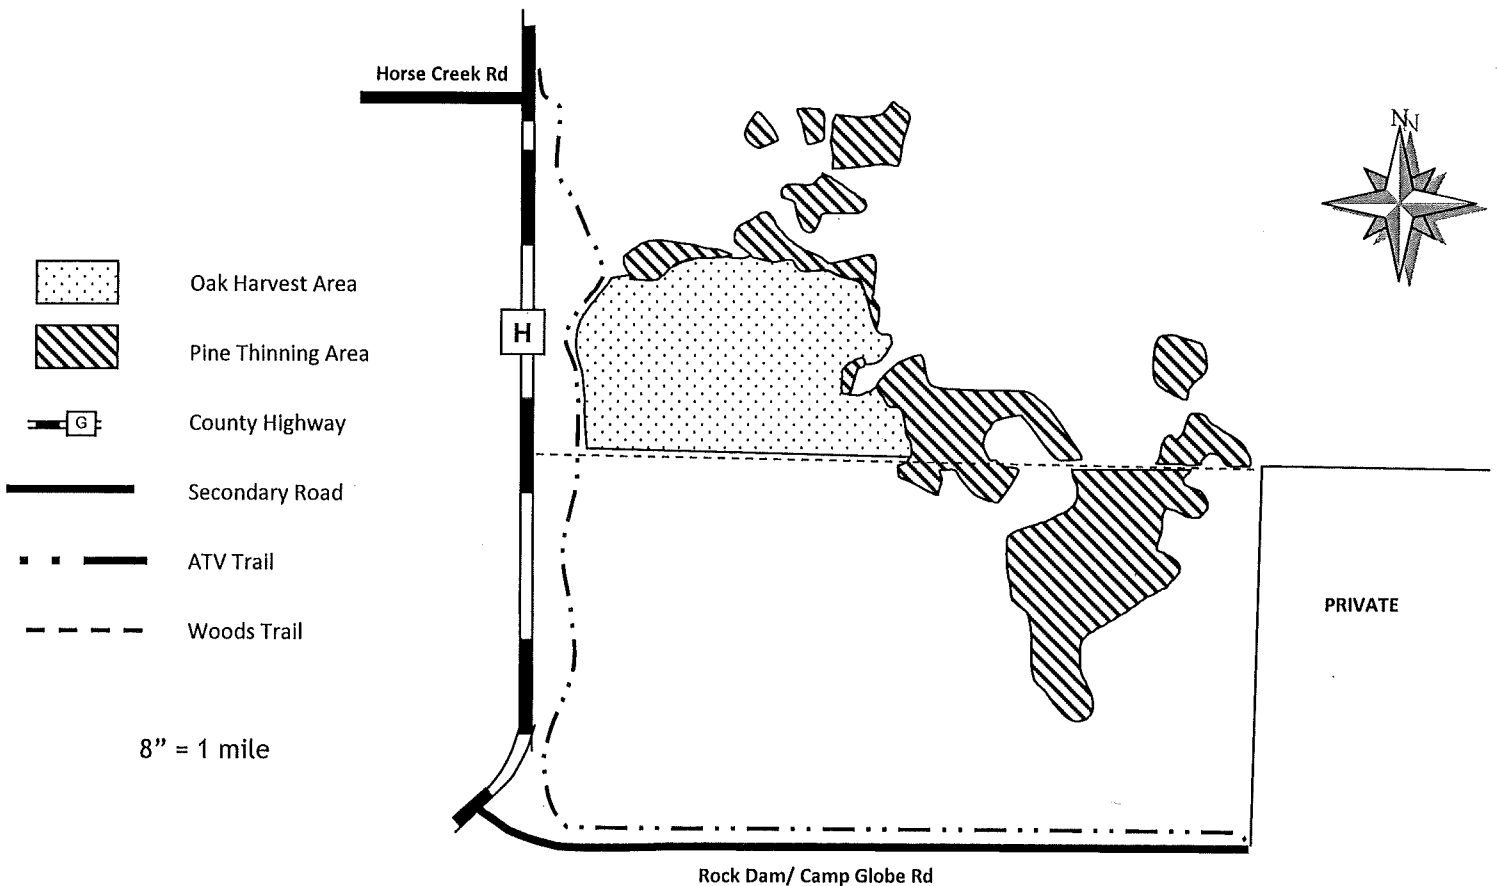 Horse Creek Rd
NN
Oak Harvest Area
H
Pine Thinning Area
G
County Highway
Secondary Road
ATV Trail
PRIVATE
Woods Trail
8” = 1 mile
Rock Dam/ Camp Globe Rd